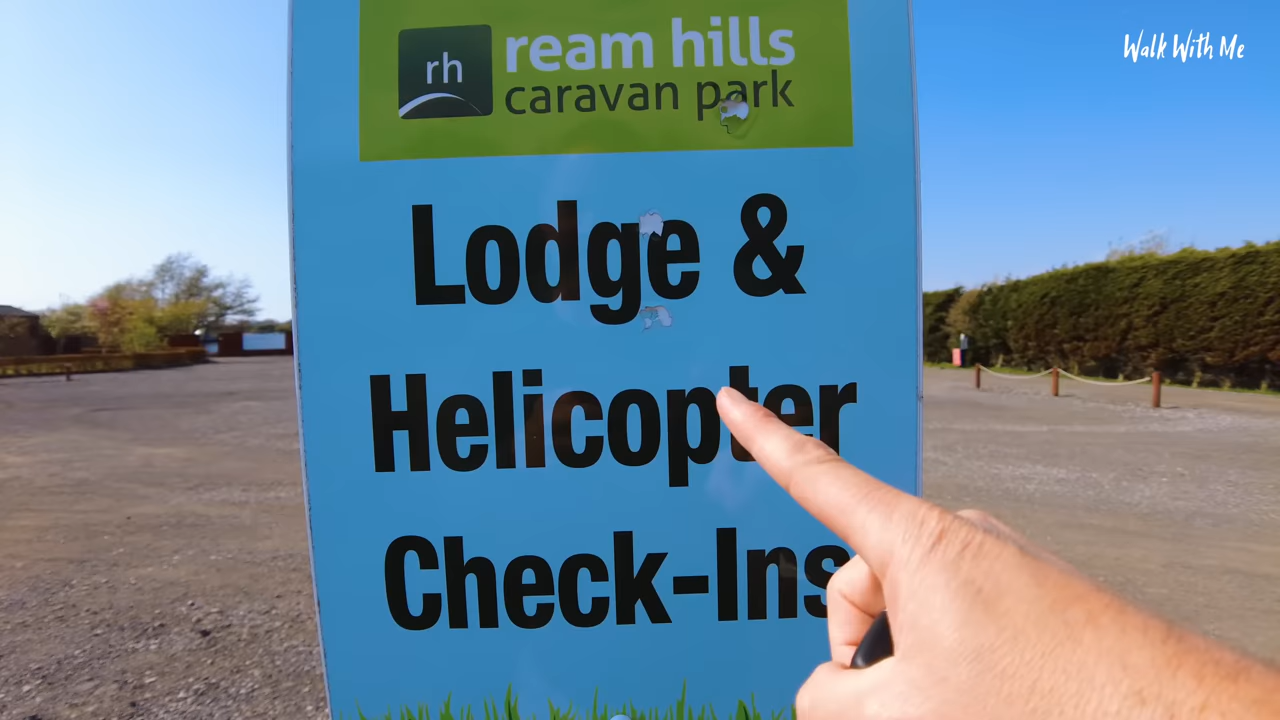 Walk With Me
rh
ream hills
caravan park
Lodge &
Helicopter
Check-Ins